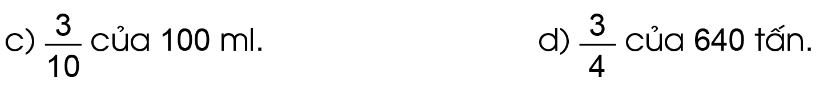 c) 3/10 của 100 ml. d) 3/4 của 640 tấn.